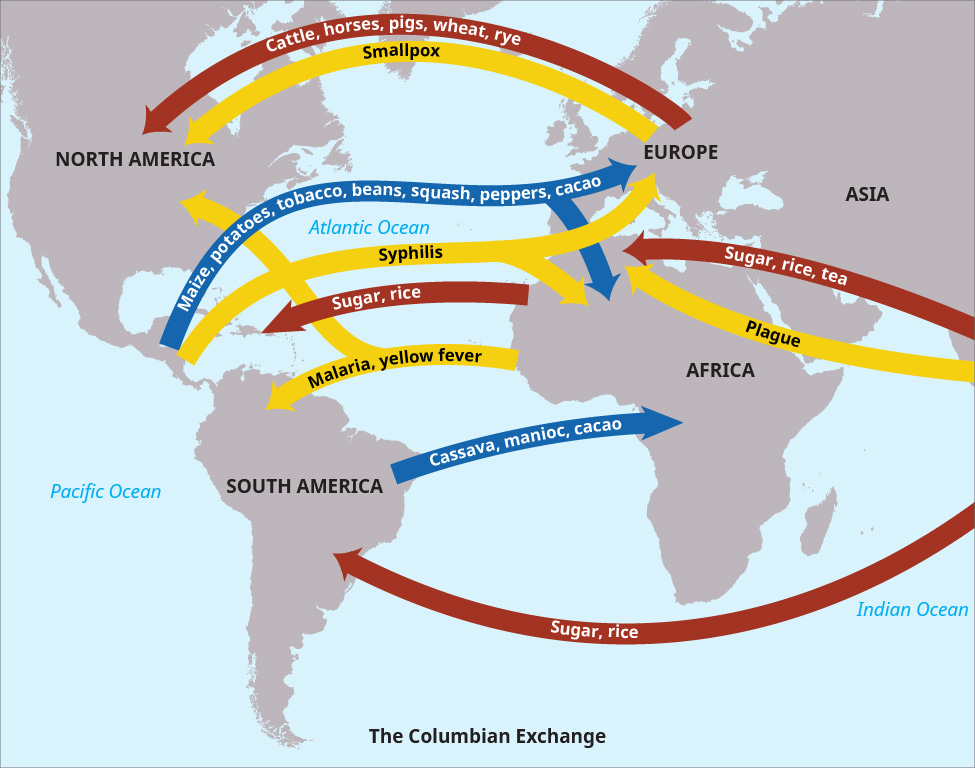 Cattle, horses, pigs, wheat, rye
Smallpox
NORTH AMERICA
EUROPE
ASIA
Maize, potatoes, tobacco, beans, squash, peppers, cacao
Atlantic Ocean
Syphilis
Sugar, rice, tea
Sugar, rice
Plague
Malaria, yellow fever
AFRICA
Cassava, manioc, cacao
SOUTH AMERICA
Pacific Ocean
Indian Ocean
Sugar, rice
The Columbian Exchange